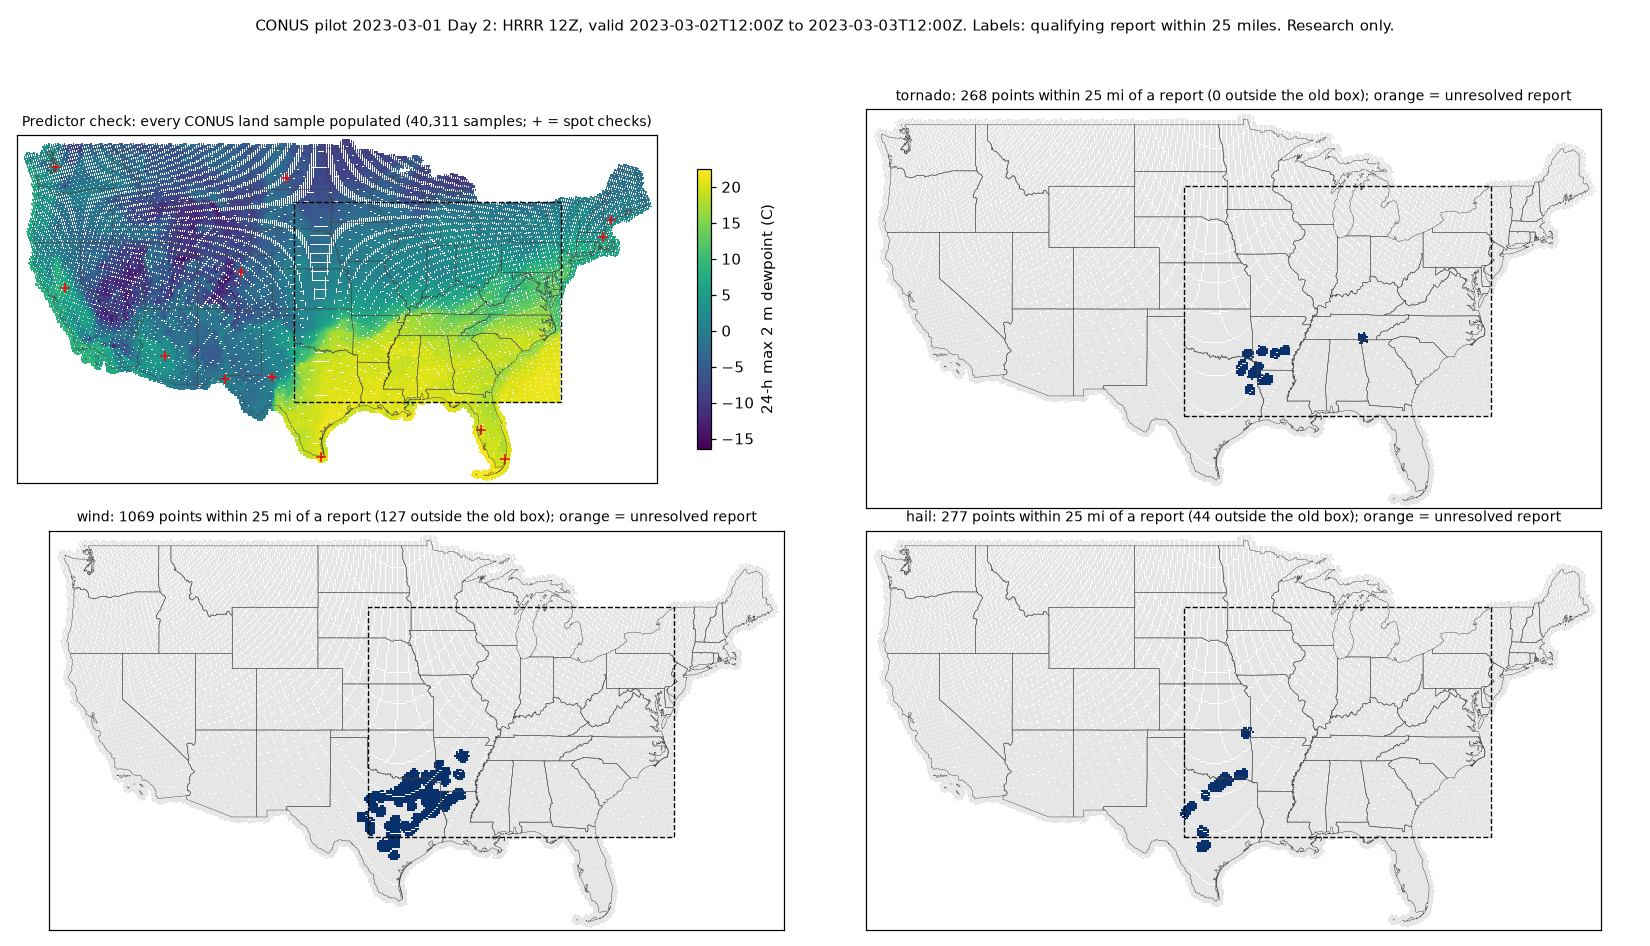 CONUS pilot 2023-03-01 Day 2: HRRR 12Z, valid 2023-03-02T12:00Z to 2023-03-03T12:00Z. Labels: qualifying report within 25 miles. Research only.
Predictor check: every CONUS land sample populated (40,311 samples; + = spot checks)
20
15
10
5
0
−5
−10
−15
24-h max 2 m dewpoint (C)
tornado: 268 points within 25 mi of a report (0 outside the old box); orange = unresolved report
wind: 1069 points within 25 mi of a report (127 outside the old box); orange = unresolved report
hail: 277 points within 25 mi of a report (44 outside the old box); orange = unresolved report